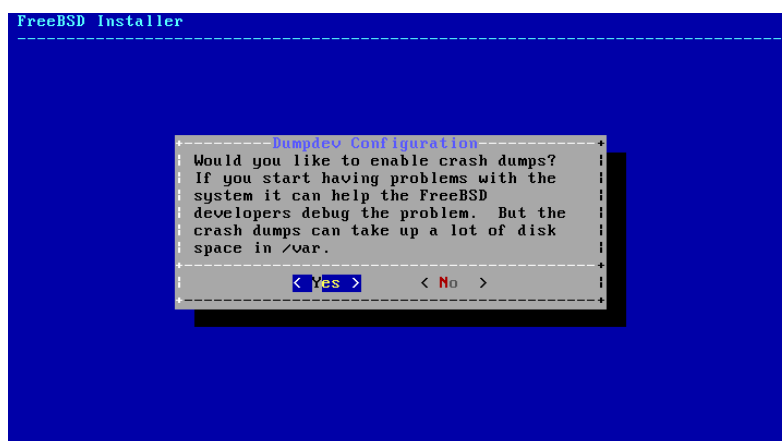 FreeBSD Installer
Dumpdev Configuration
Would you like to enable crash dumps?
If you start having problems with the
system it can help the FreeBSD
developers debug the problem.  But the
crash dumps can take up a lot of disk
space in /var.
< Yes > < No >